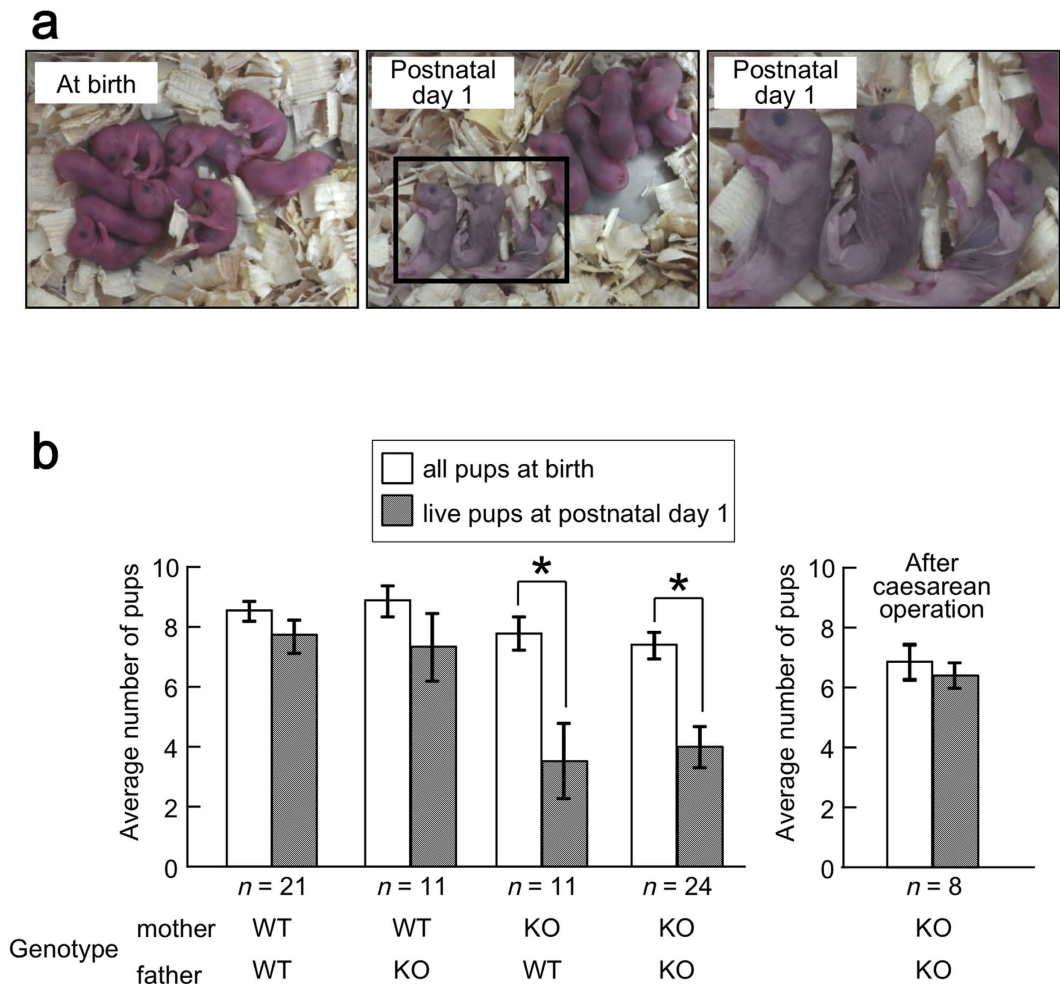 a
At birth
Postnatal
day 1
Postnatal
day 1
b
all pups at birth
live pups at postnatal day 1
Average number of pups
10
8
6
4
2
0
*
*
n = 21
n = 11
n = 11
n = 24
Average number of pups
10
8
6
4
2
0
After
caesarean
operation
n = 8
Genotype
mother WT WT KO KO KO
father WT KO WT KO KO